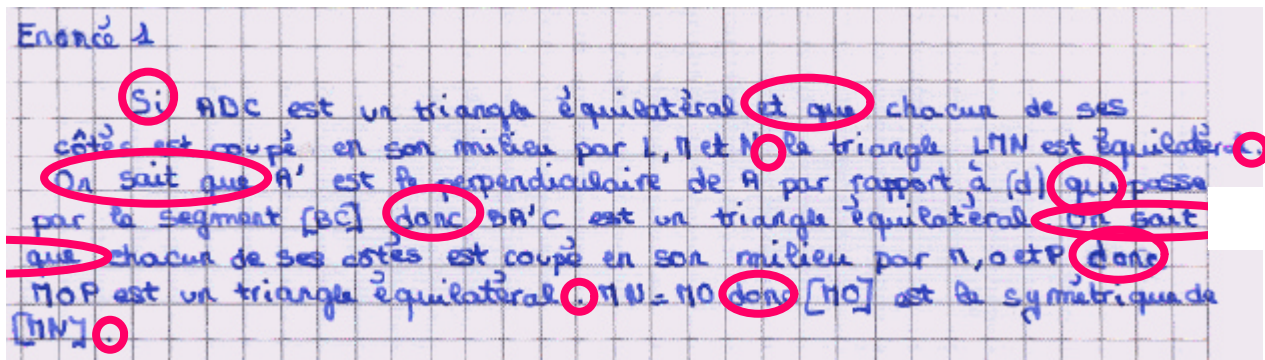 Enoncé 1
Si ABC est un triangle équilatéral et que chacun de ses
côtés est coupé en son milieu par L, M et N, le triangle LMN est équilatéral.
On sait que A' est la perpendiculaire de A par rapport à (d) qui passe
par le segment [BC] donc BA'C est un triangle équilatéral On sait
que chacun de ses côtés est coupé en son milieu par n, o et P donc
MOP est un triangle équilatéral. MN = MO donc [MO] est la symétrique de
[MN].